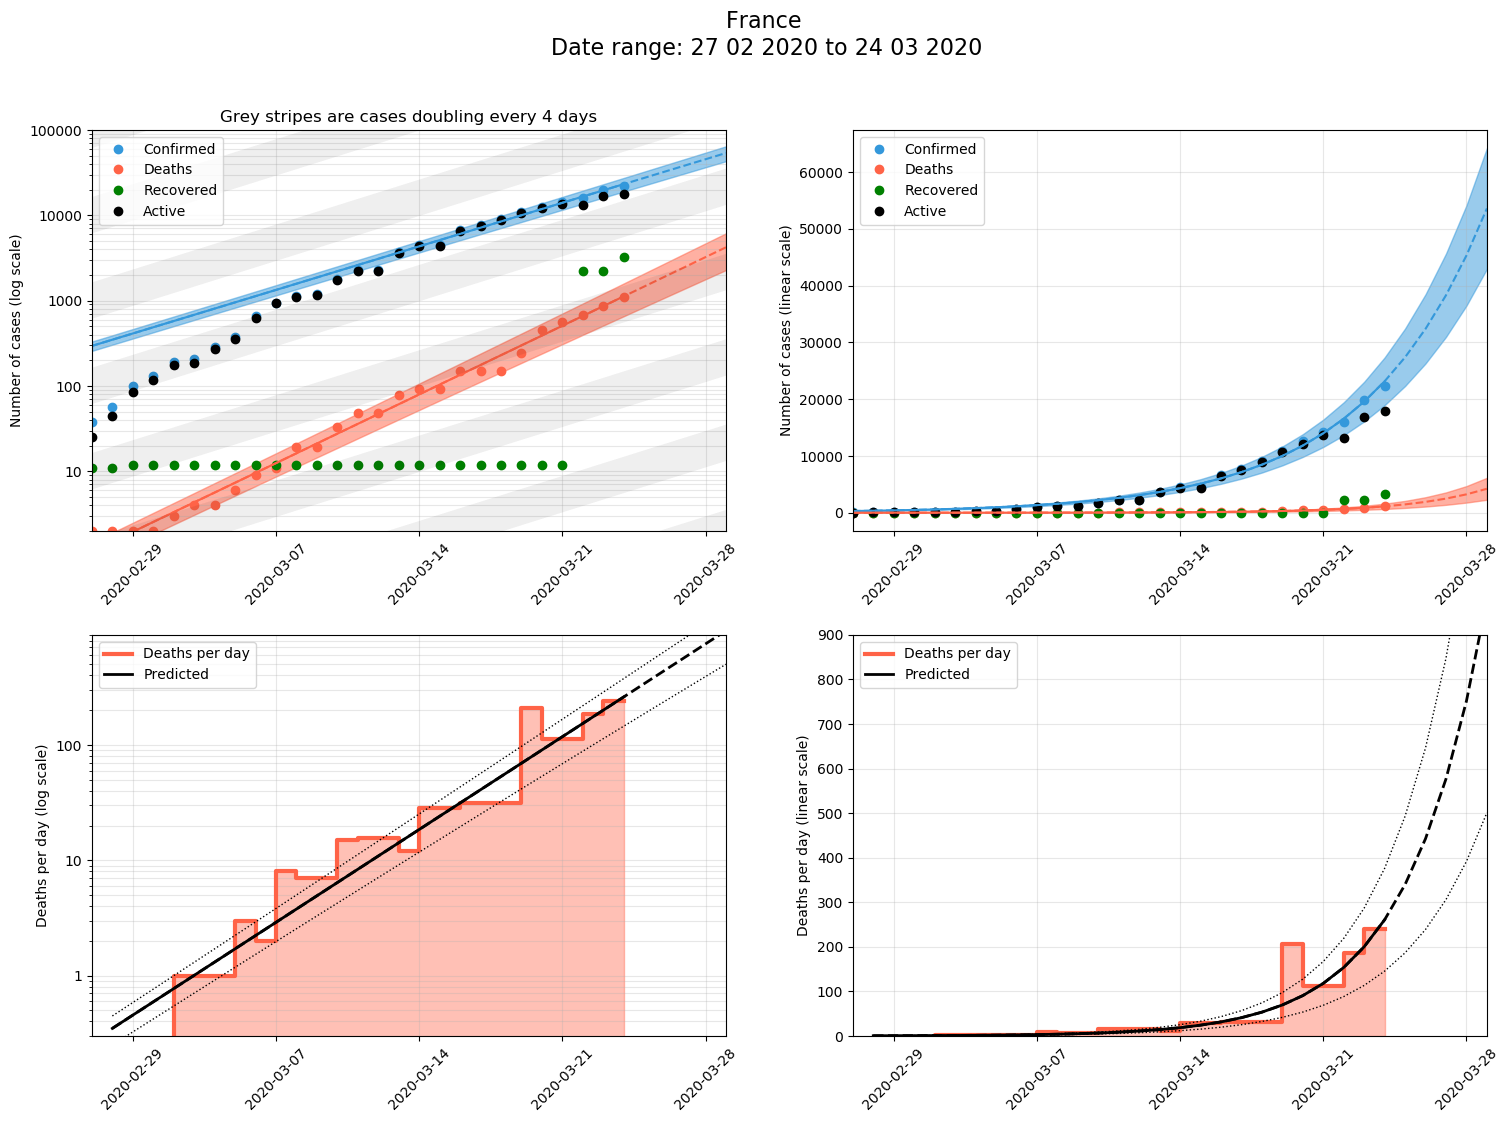 France
Date range: 27 02 2020 to 24 03 2020
Grey stripes are cases doubling every 4 days
Number of cases (log scale)
100000
10000
1000
100
10
Confirmed
Deaths
Recovered
Active
2020-02-29
2020-03-07
2020-03-14
2020-03-21
2020-03-28
Number of cases (linear scale)
60000
50000
40000
30000
20000
10000
0
Confirmed
Deaths
Recovered
Active
2020-02-29
2020-03-07
2020-03-14
2020-03-21
2020-03-28
Deaths per day (log scale)
100
10
1
Deaths per day
Predicted
2020-02-29
2020-03-07
2020-03-14
2020-03-21
2020-03-28
Deaths per day (linear scale)
900
800
700
600
500
400
300
200
100
0
Deaths per day
Predicted
2020-02-29
2020-03-07
2020-03-14
2020-03-21
2020-03-28